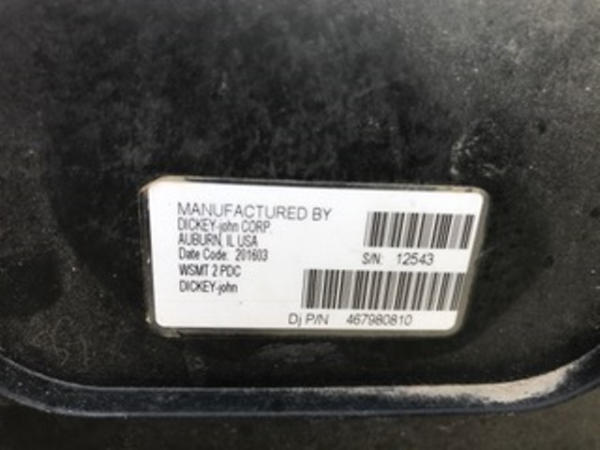 MANUFACTURED BY
DICKEY-john CORP
AUBURN, IL USA
Date Code: 201603
WSMT 2 PDC
DICKEY-john
S/N: 12543
Dj P/N 467980810